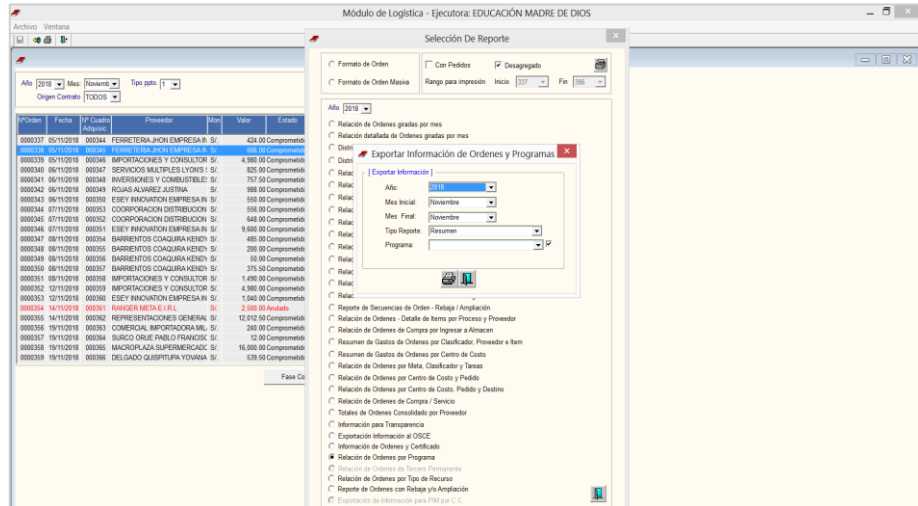 Módulo de Logística - Ejecutora: EDUCACIÓN MADRE DE DIOS
Archivo Ventana
Año 2018 Mes: Noviemb Tipo ppto. 1
Origen Contrato TODOS
NºOrden Fecha Nº Cuadro Adquisic. Proveedor Mon Valor Estado
0000337 05/11/2018 000344 FERRETERIA JHON EMPRESA IN S/. 424.00 Comprometido
0000338 05/11/2018 000345 FERRETERIA JHON EMPRESA IN S/. 606.00 Comprometido
0000339 05/11/2018 000346 IMPORTACIONES Y CONSULTOR S/. 4,980.00 Comprometido
0000340 06/11/2018 000347 SERVICIOS MULTIPLES LYON'S S/. 825.00 Comprometido
0000341 06/11/2018 000348 INVERSIONES Y COMBUSTIBLES S/. 757.50 Comprometido
0000342 06/11/2018 000349 ROJAS ALVAREZ JUSTINA S/. 988.00 Comprometido
0000343 06/11/2018 000350 ESEY INNOVATION EMPRESA IN S/. 550.00 Comprometido
0000344 07/11/2018 000353 COORPORACION DISTRIBUCION S/. 556.00 Comprometido
0000345 07/11/2018 000352 COORPORACION DISTRIBUCION S/. 648.00 Comprometido
0000346 07/11/2018 000351 ESEY INNOVATION EMPRESA IN S/. 9,600.00 Comprometido
0000347 08/11/2018 000354 BARRIENTOS COAQUIRA KENDY S/. 485.00 Comprometido
0000348 08/11/2018 000355 BARRIENTOS COAQUIRA KENDY S/. 200.00 Comprometido
0000349 08/11/2018 000356 BARRIENTOS COAQUIRA KENDY S/. 50.00 Comprometido
0000350 08/11/2018 000357 BARRIENTOS COAQUIRA KENDY S/. 375.50 Comprometido
0000351 08/11/2018 000358 IMPORTACIONES Y CONSULTOR S/. 1,490.00 Comprometido
0000352 12/11/2018 000359 IMPORTACIONES Y CONSULTOR S/. 4,980.00 Comprometido
0000353 12/11/2018 000360 ESEY INNOVATION EMPRESA IN S/. 1,040.00 Comprometido
0000354 14/11/2018 000361 RANGER META E.I.R.L S/. 2,500.00 Anulado
0000355 14/11/2018 000362 REPRESENTACIONES GENERAL S/. 12,012.50 Comprometido
0000356 19/11/2018 000363 COMERCIAL IMPORTADORA MIL S/. 240.00 Comprometido
0000357 19/11/2018 000364 SURCO ORUE PABLO FRANCISC S/. 12.00 Comprometido
0000358 19/11/2018 000365 MACROPLAZA SUPERMERCADO S/. 16,000.00 Comprometido
0000359 19/11/2018 000366 DELGADO QUISPITUPA YOVANA S/. 539.50 Comprometido
Fase Co
Selección De Reporte
Formato de Orden Con Pedidos Desagregado
Formato de Orden Masiva Rango para impresión Inicio 337 Fin 386
Año 2018
Relación de Ordenes giradas por mes
Relación detallada de Ordenes giradas por mes
Distri
Distri
Relac
Relac
Relac
Relac
Relac
Relac
Relac
Relac
Relac
Exportar Información de Ordenes y Programas
[ Exportar Información ]
Año: 2018
Mes Inicial: Noviembre
Mes Final: Noviembre
Tipo Reporte: Resumen
Programa:
Reporte de Secuencias de Orden - Rebaja / Ampliación
Relación de Ordenes - Detalle de Items por Proceso y Proveedor
Relación de Ordenes de Compra por Ingresar a Almacen
Resumen de Gastos de Ordenes por Clasificador, Proveedor e Item
Resumen de Gastos de Ordenes por Centro de Costo
Relación de Ordenes por Meta, Clasificador y Tareas
Relación de Ordenes por Centro de Costo y Pedido
Relación de Ordenes por Centro de Costo, Pedido y Destino
Relación de Ordenes de Compra / Servicio
Totales de Ordenes Consolidado por Proveedor
Información para Transparencia
Exportación Información al OSCE
Información de Ordenes y Certificado
Relación de Ordenes por Programa
Relación de Ordenes de Tercero Permanente
Relación de Ordenes por Tipo de Recurso
Reporte de Ordenes con Rebaja y/o Ampliación
Exportación de Información para PIM por C.C.